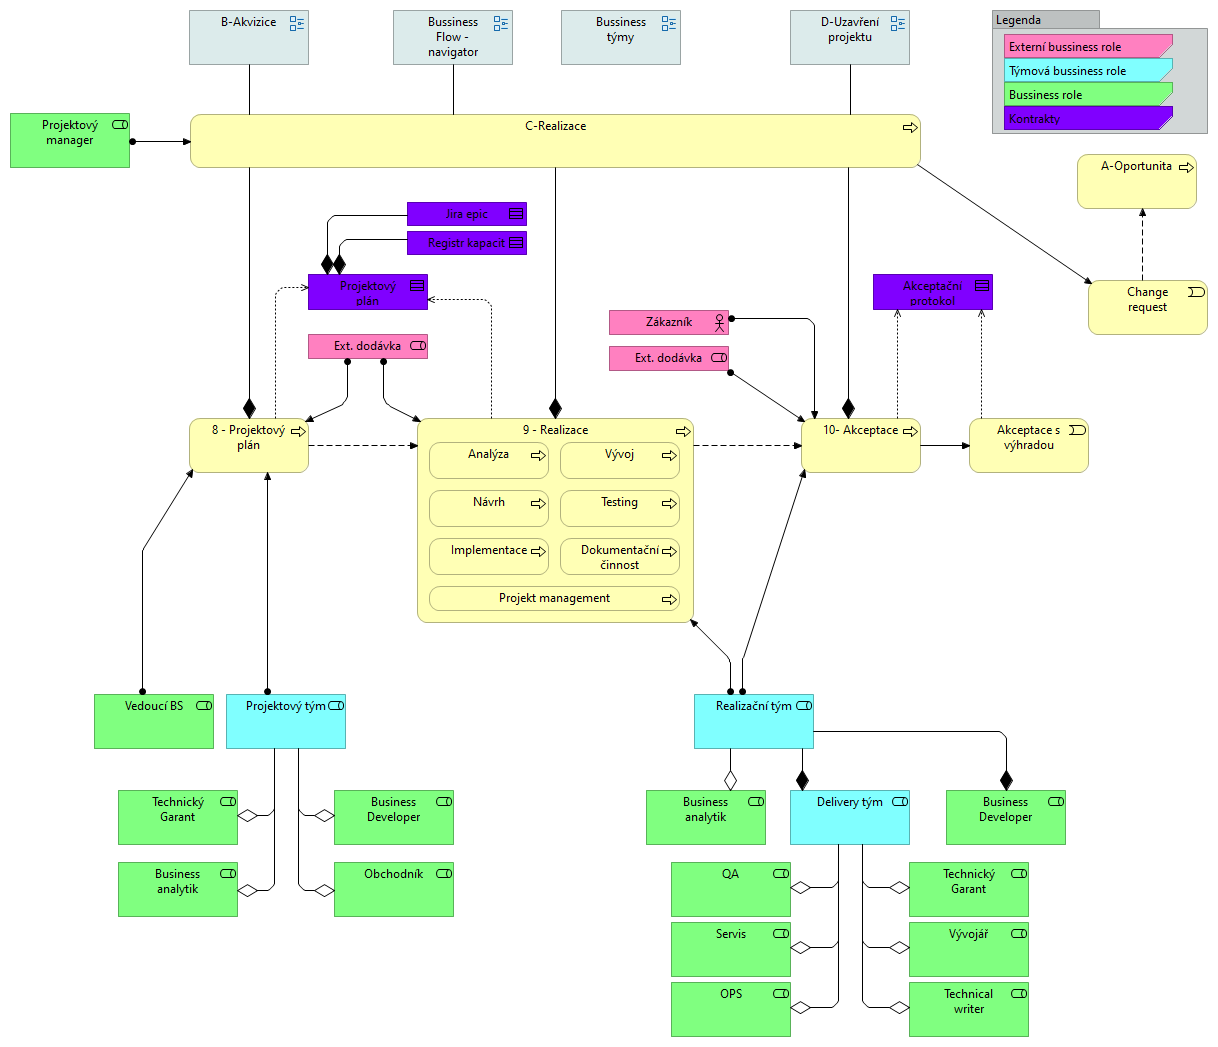 B-Akvizice
Bussiness
Flow -
navigator
Bussiness
týmy
D-Uzavření
projektu
Legenda
Externí bussiness role
Týmová bussiness role
Bussiness role
Kontrakty
Projektový
manager
C-Realizace
A-Oportunita
Jira epic
Registr kapacit
Projektový
plán
Akceptační
protokol
Change
request
Zákazník
Ext. dodávka
Ext. dodávka
8 - Projektový
plán
9 - Realizace
10- Akceptace
Akceptace s
výhradou
Analýza
Vývoj
Návrh
Testing
Implementace
Dokumentační
činnost
Projekt management
Vedoucí BS
Projektový tým
Realizační tým
Technický
Garant
Business
Developer
Business
analytik
Delivery tým
Business
Developer
Business
analytik
Obchodník
QA
Technický
Garant
Servis
Vývojář
OPS
Technical
writer